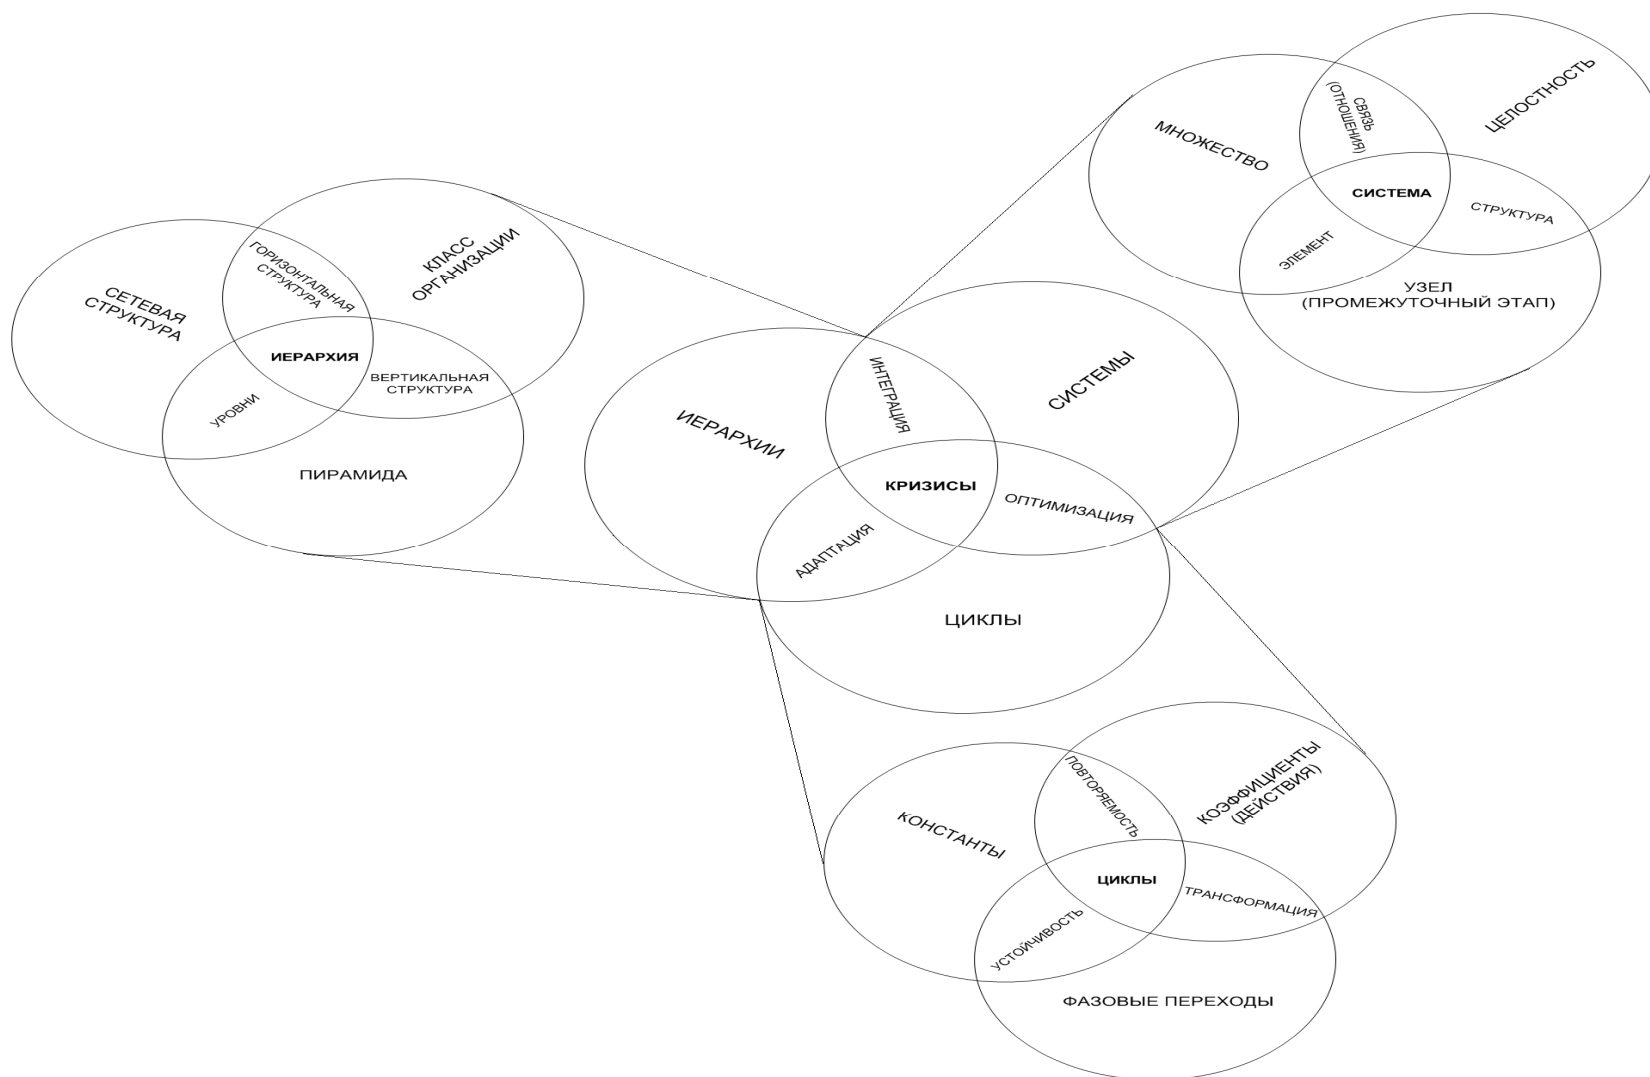 МНОЖЕСТВО
СВЯЗЬ
(ОТНОШЕНИЯ)
ЦЕЛОСТНОСТЬ
СИСТЕМА
СТРУКТУРА
ЭЛЕМЕНТ
УЗЕЛ
(ПРОМЕЖУТОЧНЫЙ ЭТАП)
СЕТЕВАЯ
СТРУКТУРА
ГОРИЗОНТАЛЬНАЯ
СТРУКТУРА
КЛАСС
ОРГАНИЗАЦИИ
ИЕРАРХИЯ
ВЕРТИКАЛЬНАЯ
СТРУКТУРА
УРОВНИ
ПИРАМИДА
ИЕРАРХИИ
ИНТЕГРАЦИЯ
СИСТЕМЫ
КРИЗИСЫ
ОПТИМИЗАЦИЯ
АДАПТАЦИЯ
ЦИКЛЫ
КОНСТАНТЫ
ПОВТОРЯЕМОСТЬ
КОЭФФИЦИЕНТЫ
(ДЕЙСТВИЯ)
ЦИКЛЫ
ТРАНСФОРМАЦИЯ
УСТОЙЧИВОСТЬ
ФАЗОВЫЕ ПЕРЕХОДЫ